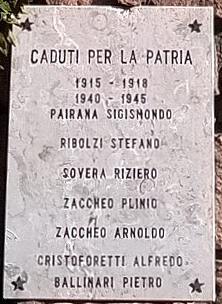 CADUTI PER LA PATRIA
1915 - 1918
1940 - 1945
PAIRANA SIGISMONDO
RIBOLZI STEFANO
SOVERA RIZIERO
ZACCHEO PLINIO
ZACCHEO ARNOLDO
CRISTOFORETTI ALFREDO
BALLINARI PIETRO